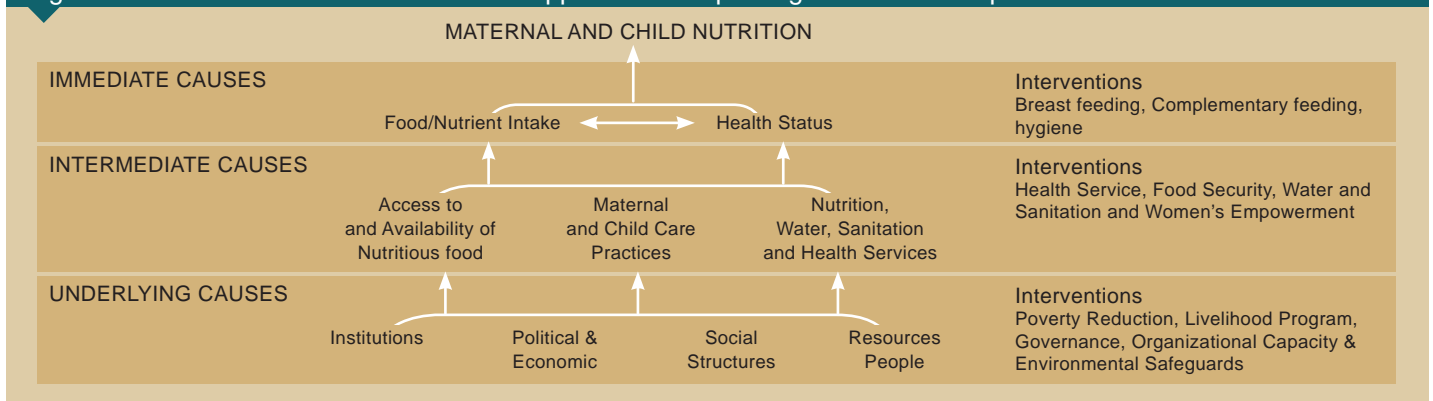 MATERNAL AND CHILD NUTRITION
IMMEDIATE CAUSES
Food/Nutrient Intake
Health Status
Interventions
Breast feeding, Complementary feeding,
hygiene
INTERMEDIATE CAUSES
Access to
and Availability of
Nutritious food
Maternal
and Child Care
Practices
Nutrition,
Water, Sanitation
and Health Services
Interventions
Health Service, Food Security, Water and
Sanitation and Women's Empowerment
UNDERLYING CAUSES
Institutions
Political &
Economic
Social
Structures
Resources
People
Interventions
Poverty Reduction, Livelihood Program,
Governance, Organizational Capacity &
Environmental Safeguards